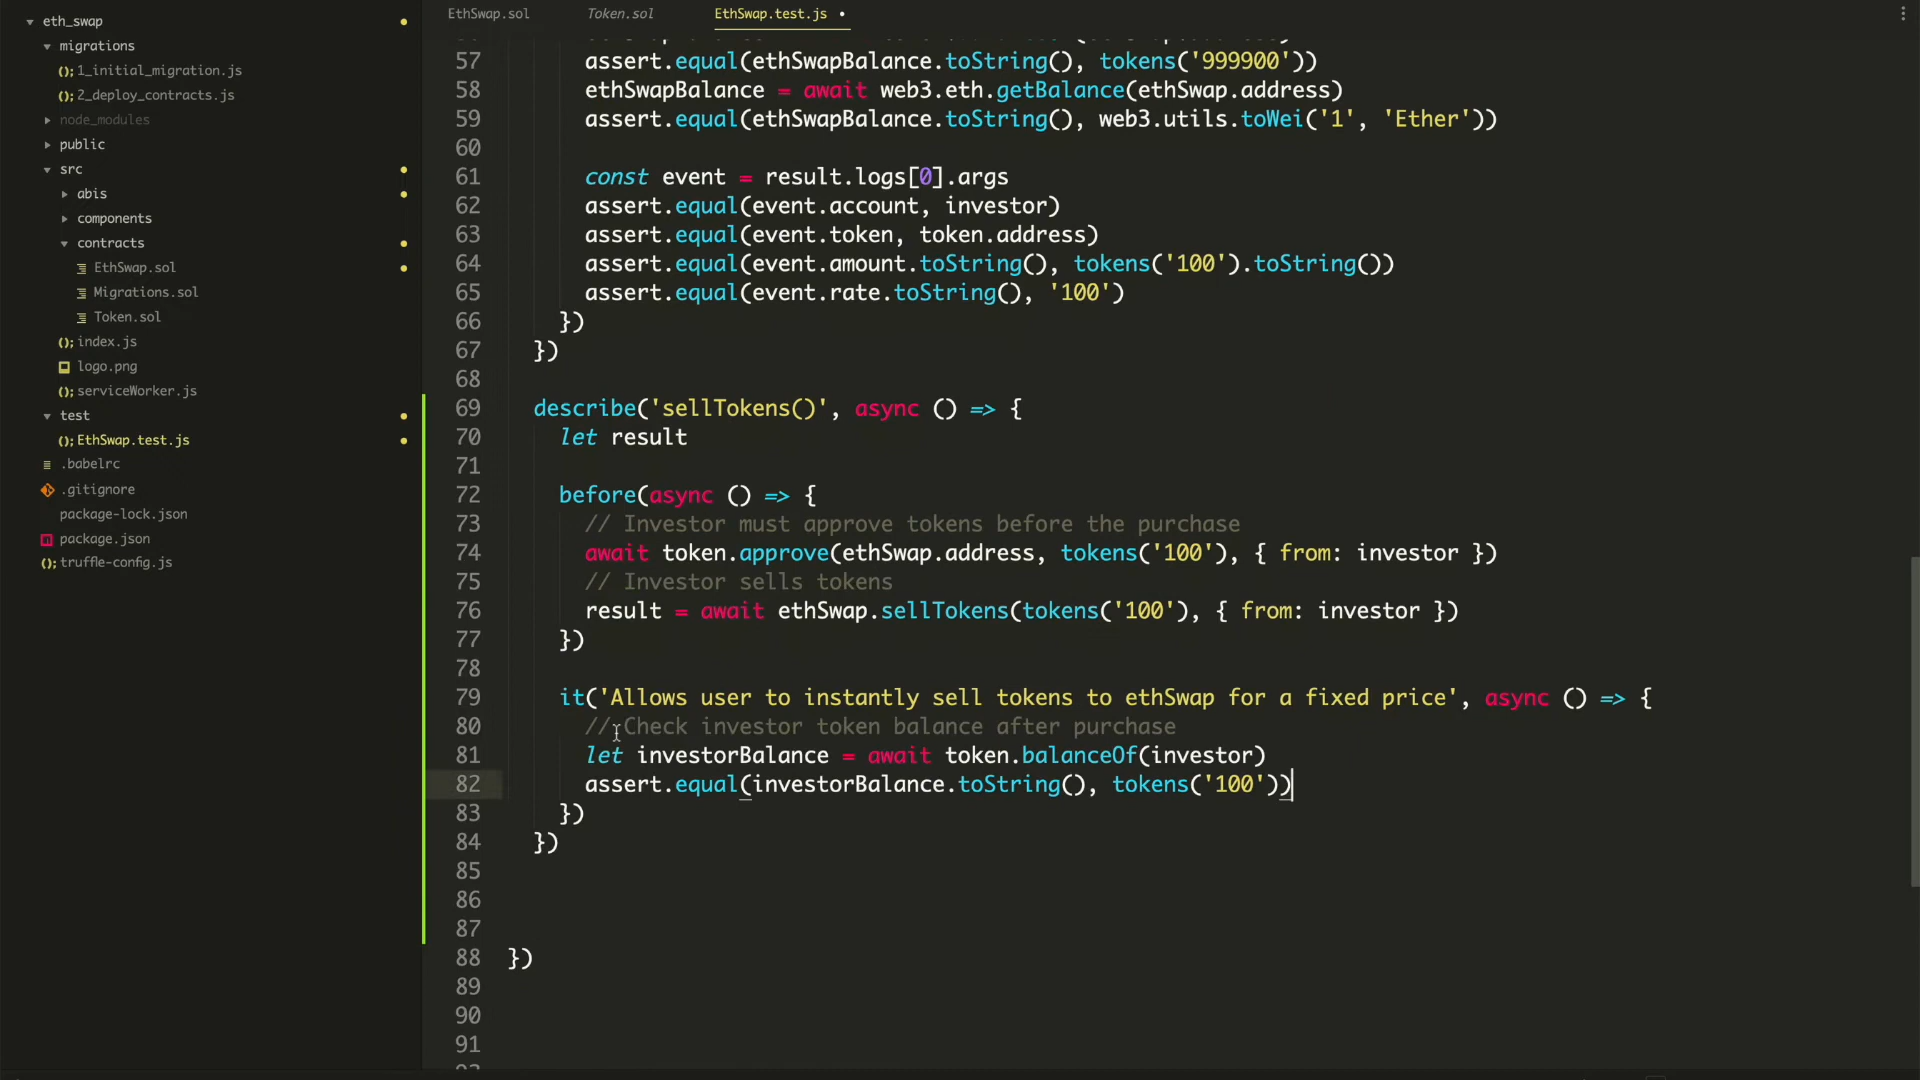 eth_swap
migrations
1_initial_migration.js
2_deploy_contracts.js
node_modules
public
src
abis
components
contracts
EthSwap.sol
Migrations.sol
Token.sol
index.js
logo.png
serviceWorker.js
test
EthSwap.test.js
.babelrc
.gitignore
package-lock.json
package.json
truffle-config.js
EthSwap.sol Token.sol EthSwap.test.js
57 assert.equal(ethSwapBalance.toString(), tokens('999900'))
58 ethSwapBalance = await web3.eth.getBalance(ethSwap.address)
59 assert.equal(ethSwapBalance.toString(), web3.utils.toWei('1', 'Ether'))
60
61 const event = result.logs[0].args
62 assert.equal(event.account, investor)
63 assert.equal(event.token, token.address)
64 assert.equal(event.amount.toString(), tokens('100').toString())
65 assert.equal(event.rate.toString(), '100')
66 })
67 })
68
69 describe('sellTokens()', async () => {
70 let result
71
72 before(async () => {
73 // Investor must approve tokens before the purchase
74 await token.approve(ethSwap.address, tokens('100'), { from: investor })
75 // Investor sells tokens
76 result = await ethSwap.sellTokens(tokens('100'), { from: investor })
77 })
78
79 it('Allows user to instantly sell tokens to ethSwap for a fixed price', async () => {
80 // Check investor token balance after purchase
81 let investorBalance = await token.balanceOf(investor)
82 assert.equal(investorBalance.toString(), tokens('100'))
83 })
84 })
85
86
87
88 })
89
90
91